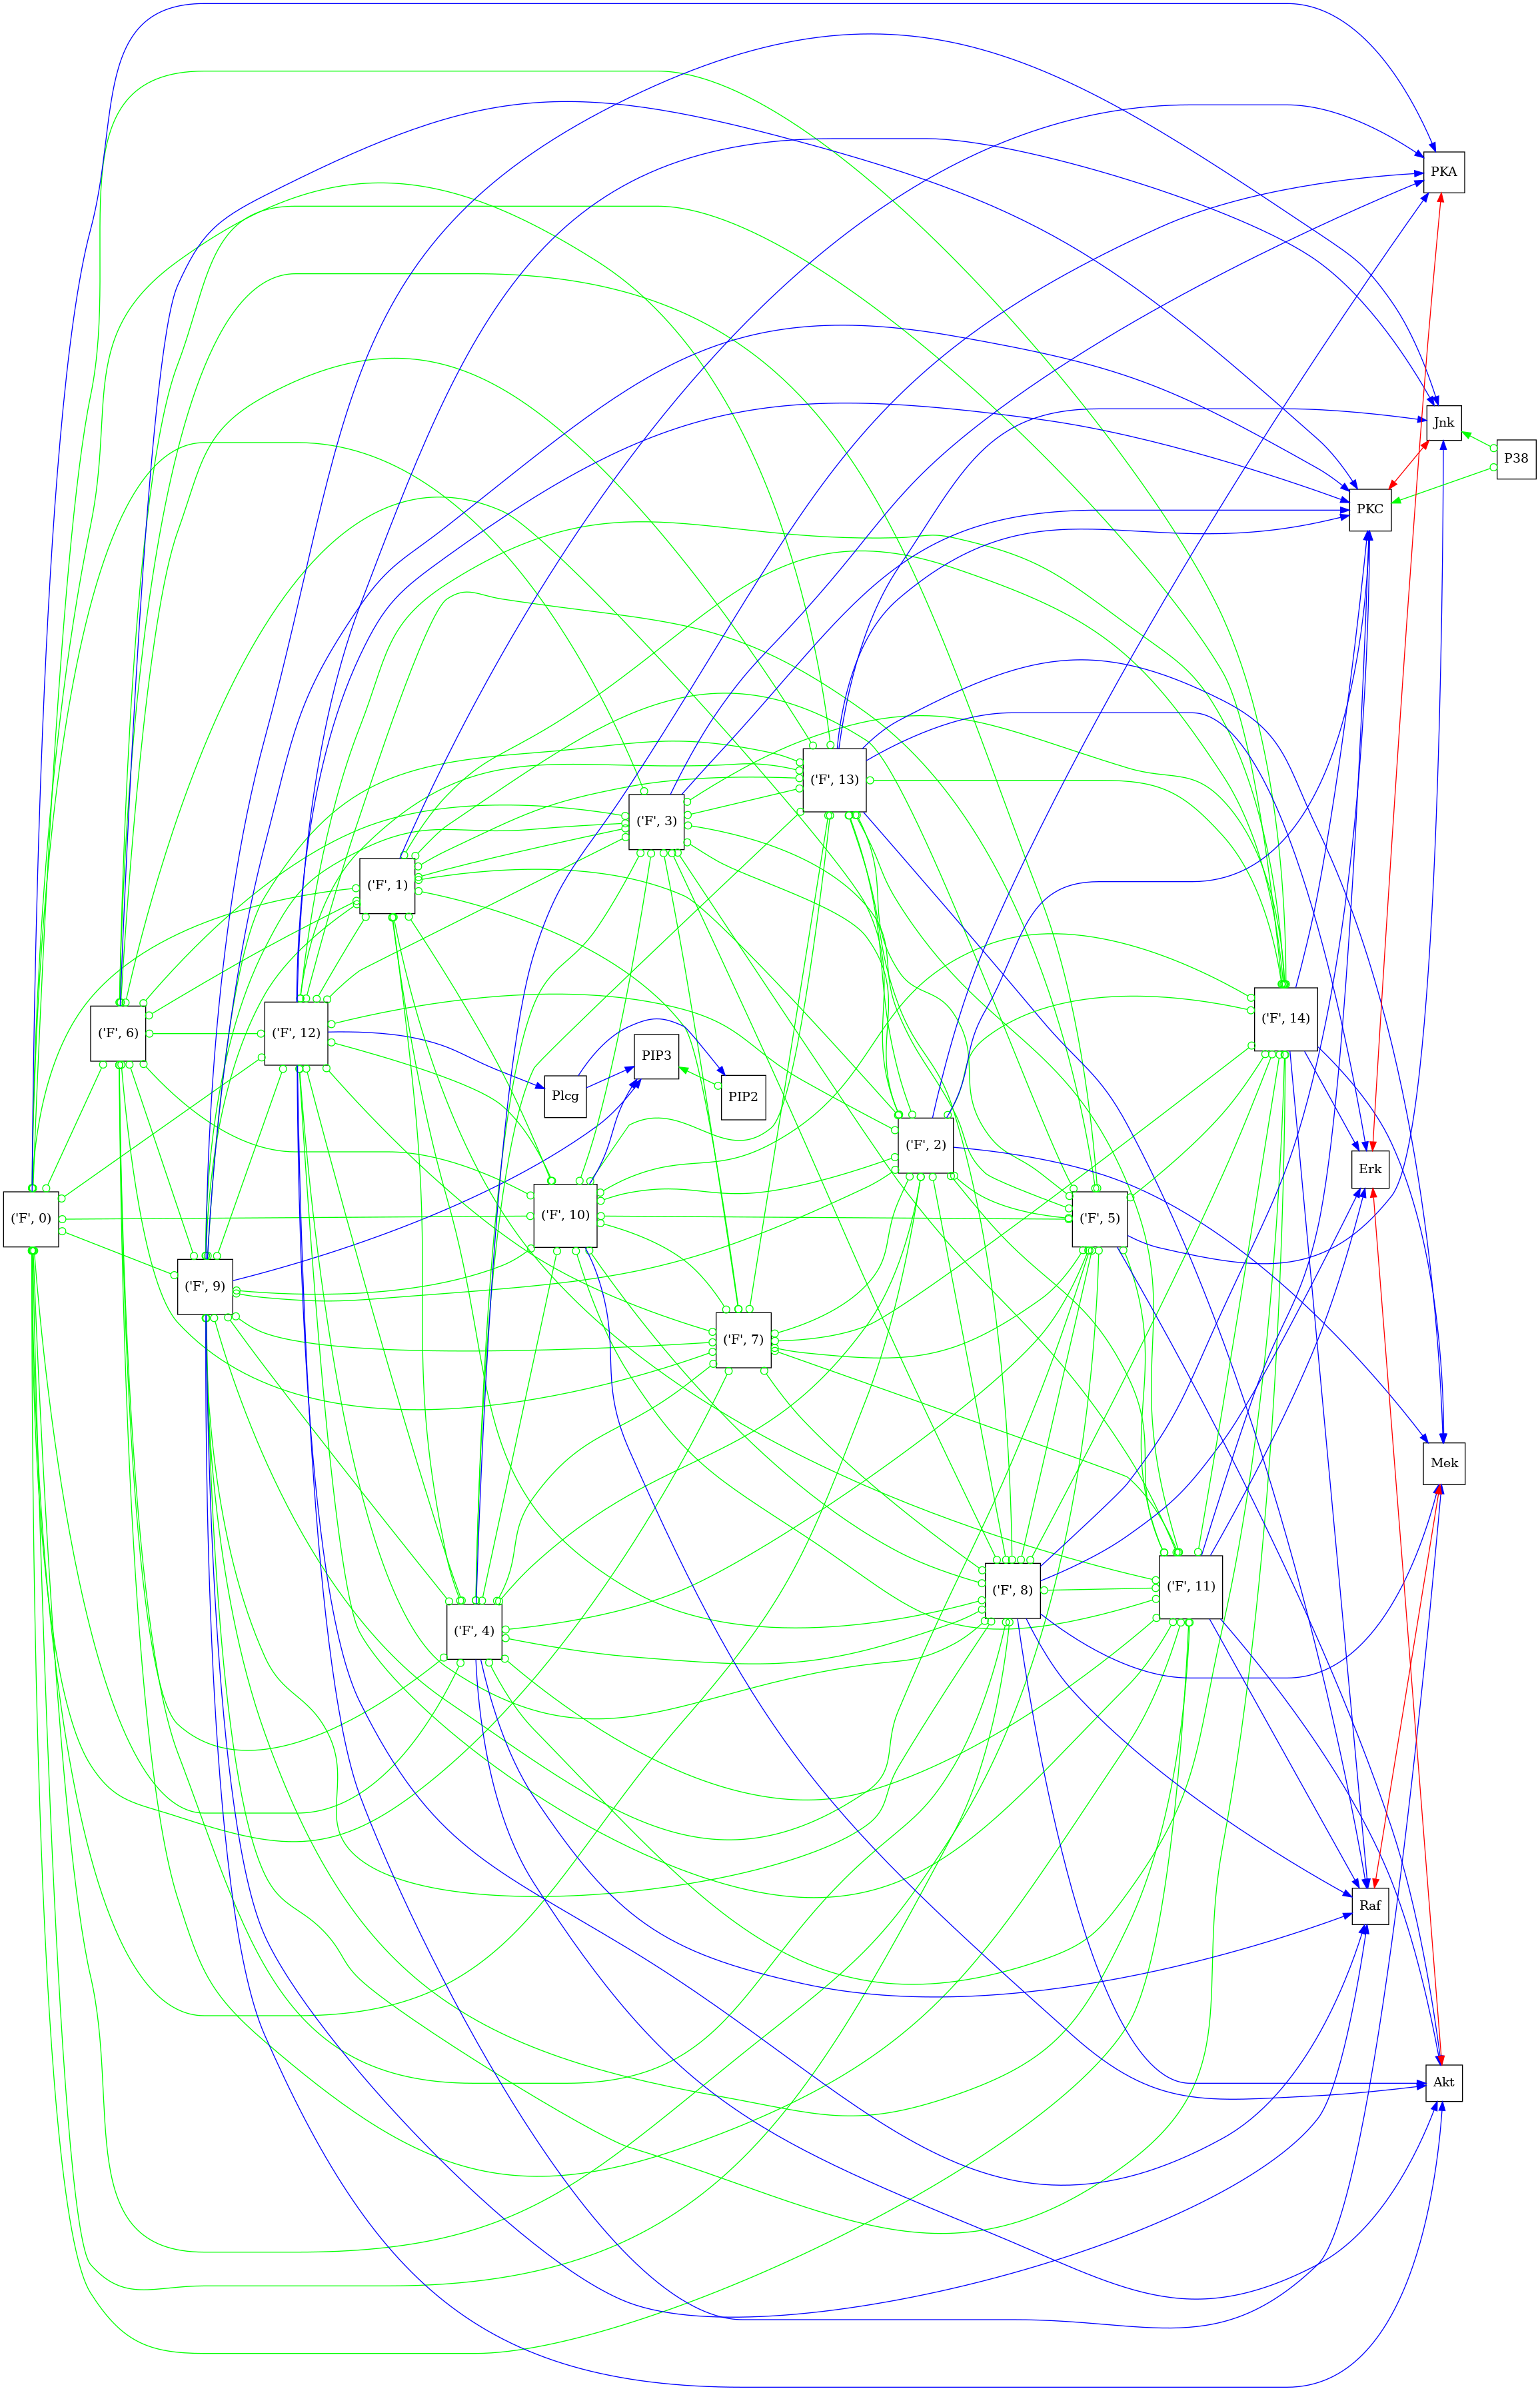 PKA
Jnk
P38
PKC
('F', 13)
('F', 3)
('F', 1)
('F', 14)
('F', 6)
('F', 12)
PIP3
Plcg
PIP2
('F', 2)
Erk
('F', 0)
('F', 10)
('F', 5)
('F', 9)
('F', 7)
Mek
('F', 11)
('F', 8)
('F', 4)
Raf
Akt